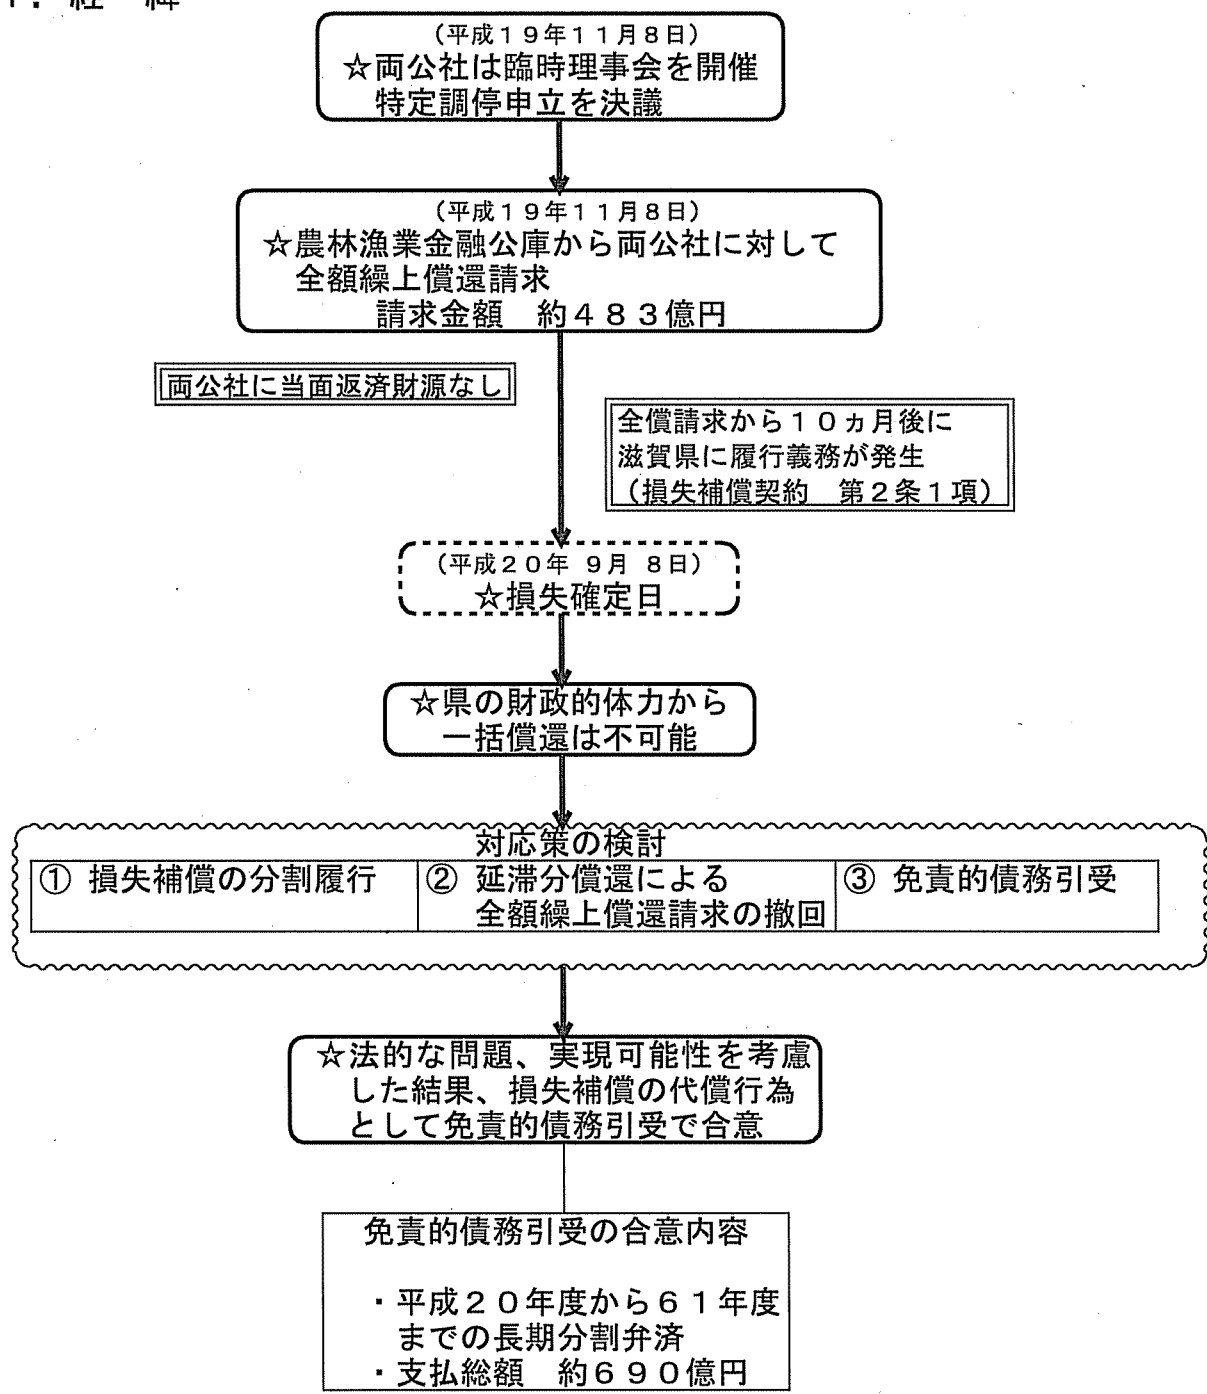 １．経　緯
（平成１９年１１月８日）
☆両公社は臨時理事会を開催
特定調停申立を決議
（平成１９年１１月８日）
☆農林漁業金融公庫から両公社に対して
全額繰上償還請求
請求金額　約４８３億円
両公社に当面返済財源なし
全償請求から１０ヵ月後に
滋賀県に履行義務が発生
（損失補償契約　第２条１項）
（平成２０年 ９月 ８日）
☆損失確定日
☆県の財政的体力から
一括償還は不可能
対応策の検討
① 損失補償の分割履行
② 延滞分償還による
全額繰上償還請求の撤回
③ 免責的債務引受
☆法的な問題、実現可能性を考慮
した結果、損失補償の代償行為
として免責的債務引受で合意
免責的債務引受の合意内容
・平成２０年度から６１年度
までの長期分割弁済
・支払総額　約６９０億円